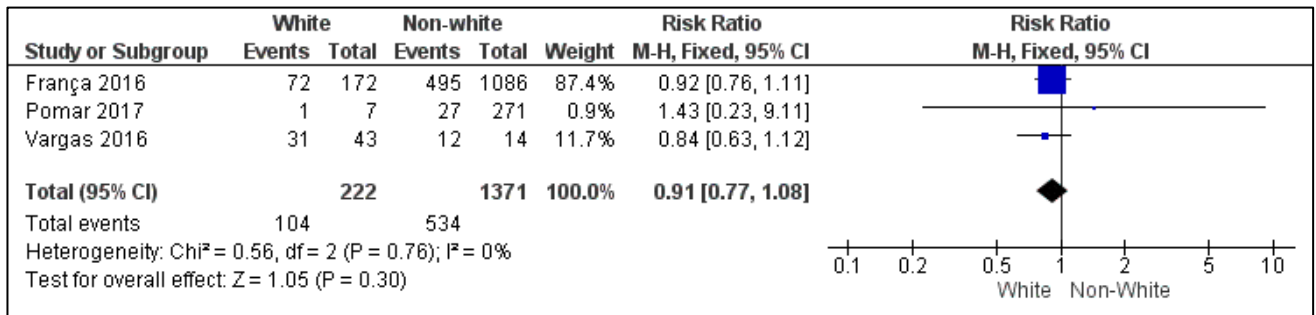 White Non-white Risk Ratio Risk Ratio
Study or Subgroup Events Total Events Total Weight M-H, Fixed, 95% CI M-H, Fixed, 95% CI
França 2016 72 172 495 1086 87.4% 0.92 [0.76, 1.11]
Pomar 2017 1 7 27 271 0.9% 1.43 [0.23, 9.11]
Vargas 2016 31 43 12 14 11.7% 0.84 [0.63, 1.12]
Total (95% CI) 222 1371 100.0% 0.91 [0.77, 1.08]
Total events 104 534
Heterogeneity: Chi² = 0.56, df = 2 (P = 0.76); I² = 0%
Test for overall effect: Z = 1.05 (P = 0.30)
0.1 0.2 0.5 1 2 5 10
White Non-White